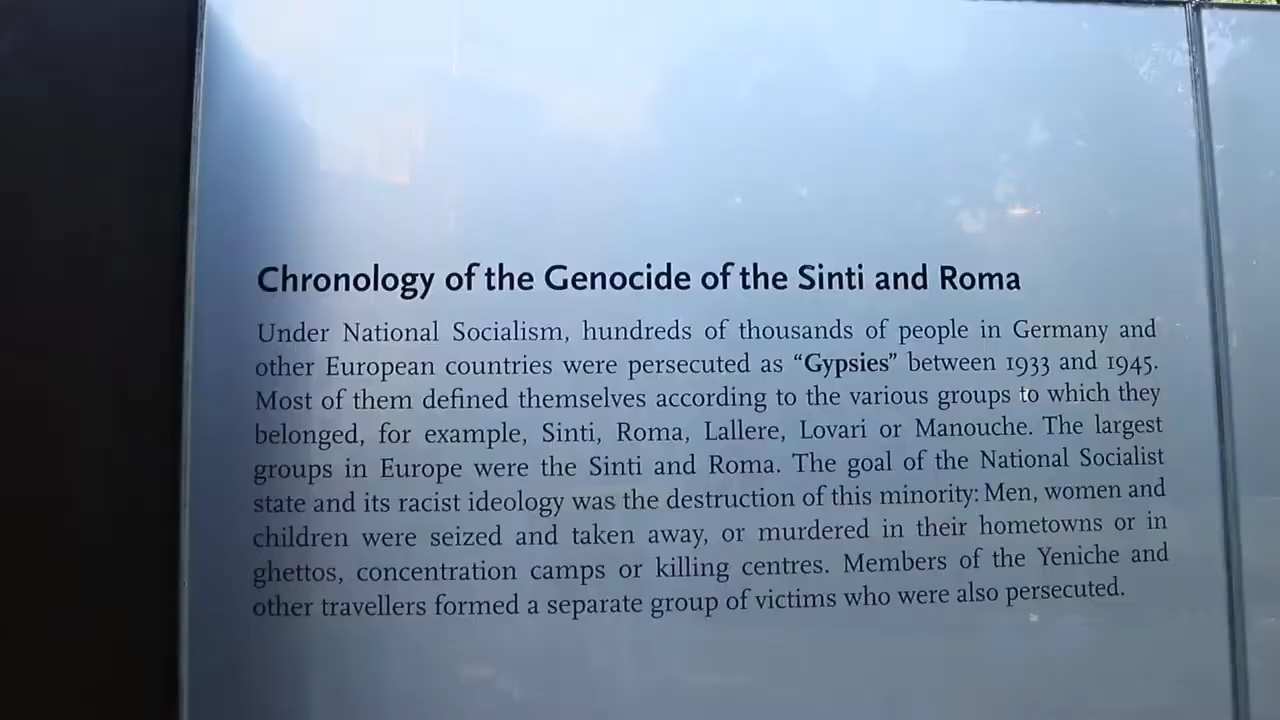 Chronology of the Genocide of the Sinti and Roma
Under National Socialism, hundreds of thousands of people in Germany and
other European countries were persecuted as “Gypsies” between 1933 and 1945.
Most of them defined themselves according to the various groups to which they
belonged, for example, Sinti, Roma, Lallere, Lovari or Manouche. The largest
groups in Europe were the Sinti and Roma. The goal of the National Socialist
state and its racist ideology was the destruction of this minority: Men, women and
children were seized and taken away, or murdered in their hometowns or in
ghettos, concentration camps or killing centres. Members of the Yeniche and
other travellers formed a separate group of victims who were also persecuted.